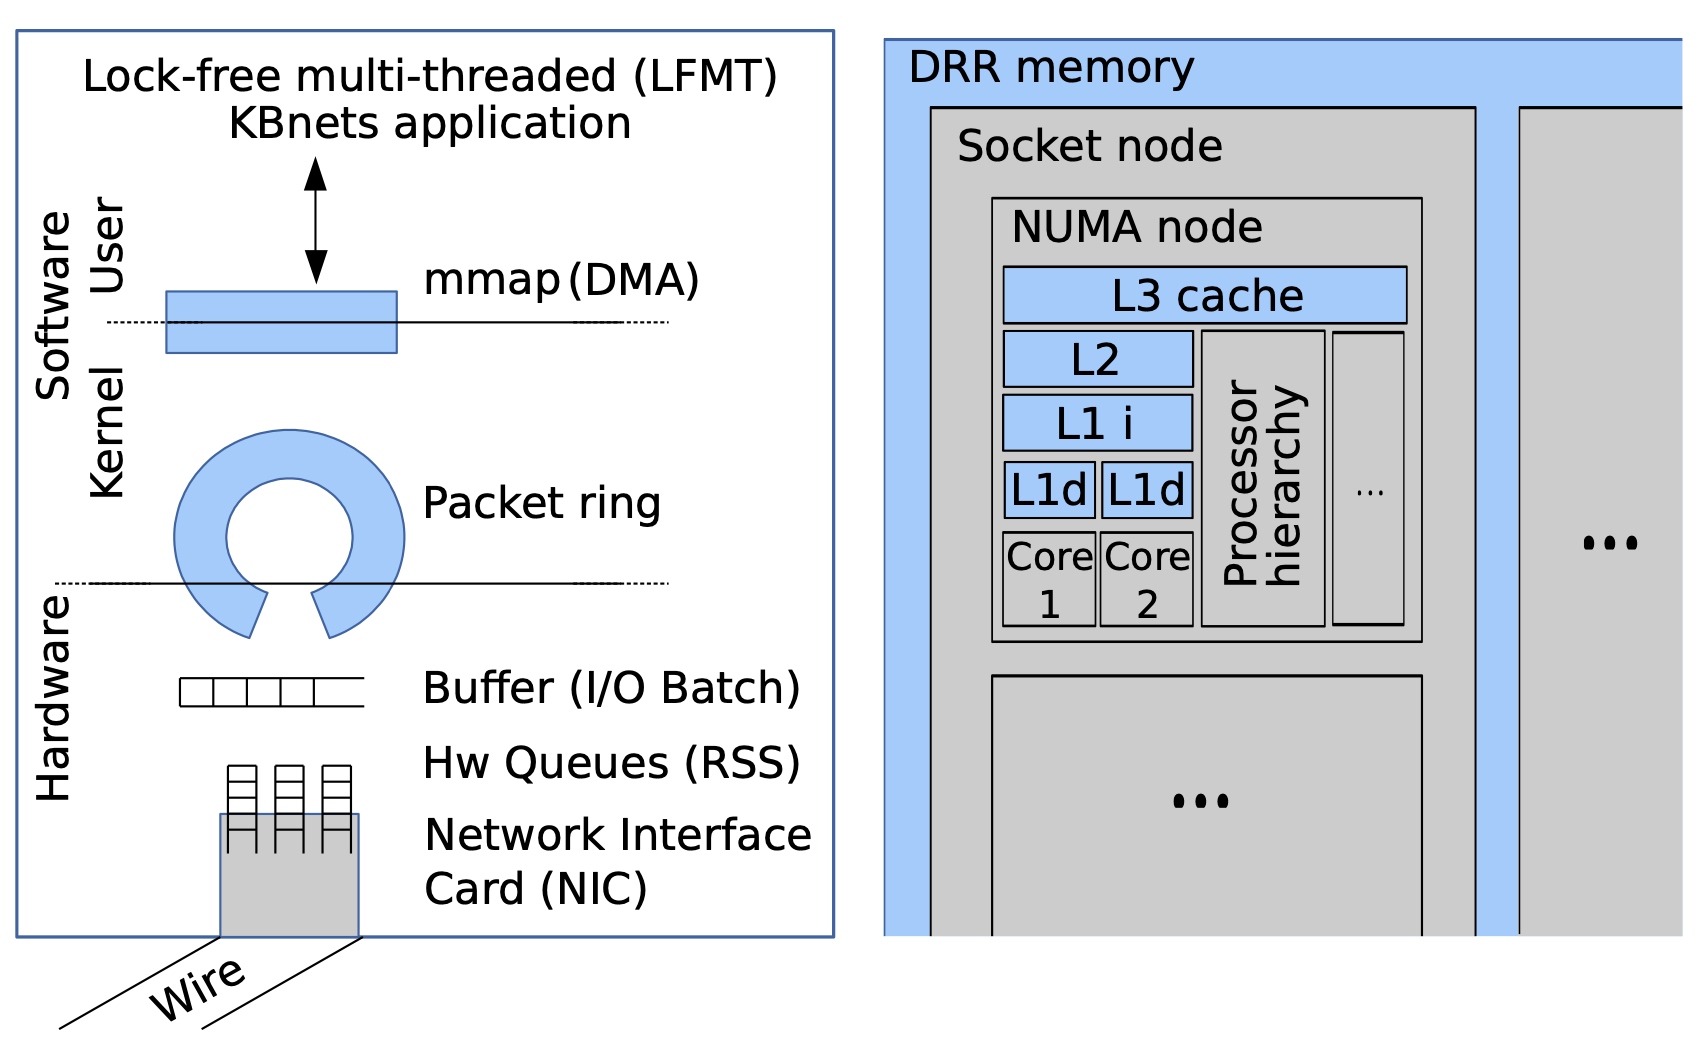 Lock-free multi-threaded (LFMT)
KBnets application
Software
User
Kernel
mmap (DMA)
Packet ring
Hardware
Buffer (I/O Batch)
Hw Queues (RSS)
Network Interface
Card (NIC)
Wire
DRR memory
Socket node
NUMA node
L3 cache
L2
L1 i
L1d L1d
Core Core
1 2
Processor
hierarchy
...
...
...